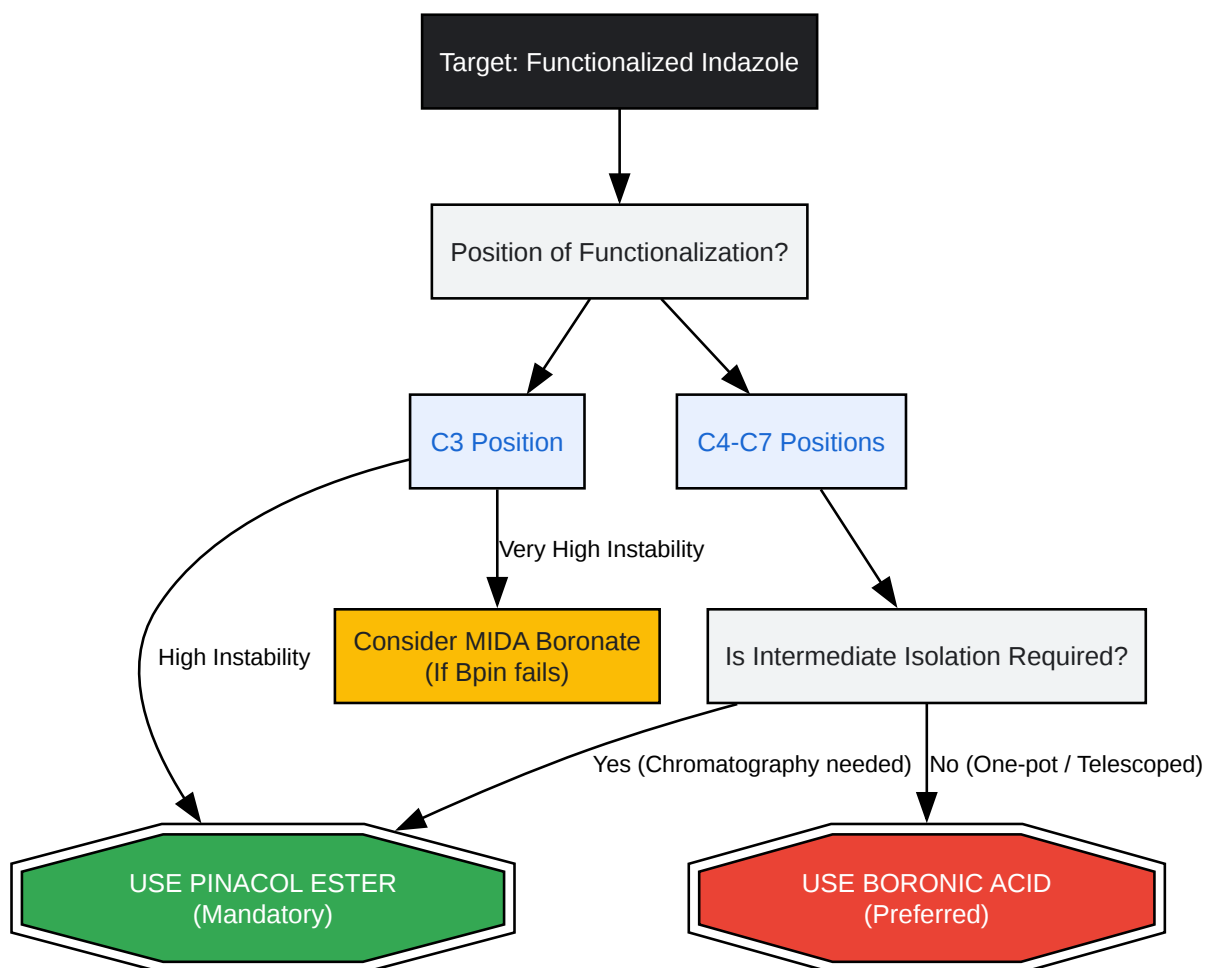 Target: Functionalized Indazole
Position of Functionalization?
C3 Position
C4-C7 Positions
Very High Instability
High Instability
Consider MIDA Boronate
(If Bpin fails)
Is Intermediate Isolation Required?
Yes (Chromatography needed)
No (One-pot / Telescoped)
USE PINACOL ESTER
(Mandatory)
USE BORONIC ACID
(Preferred)